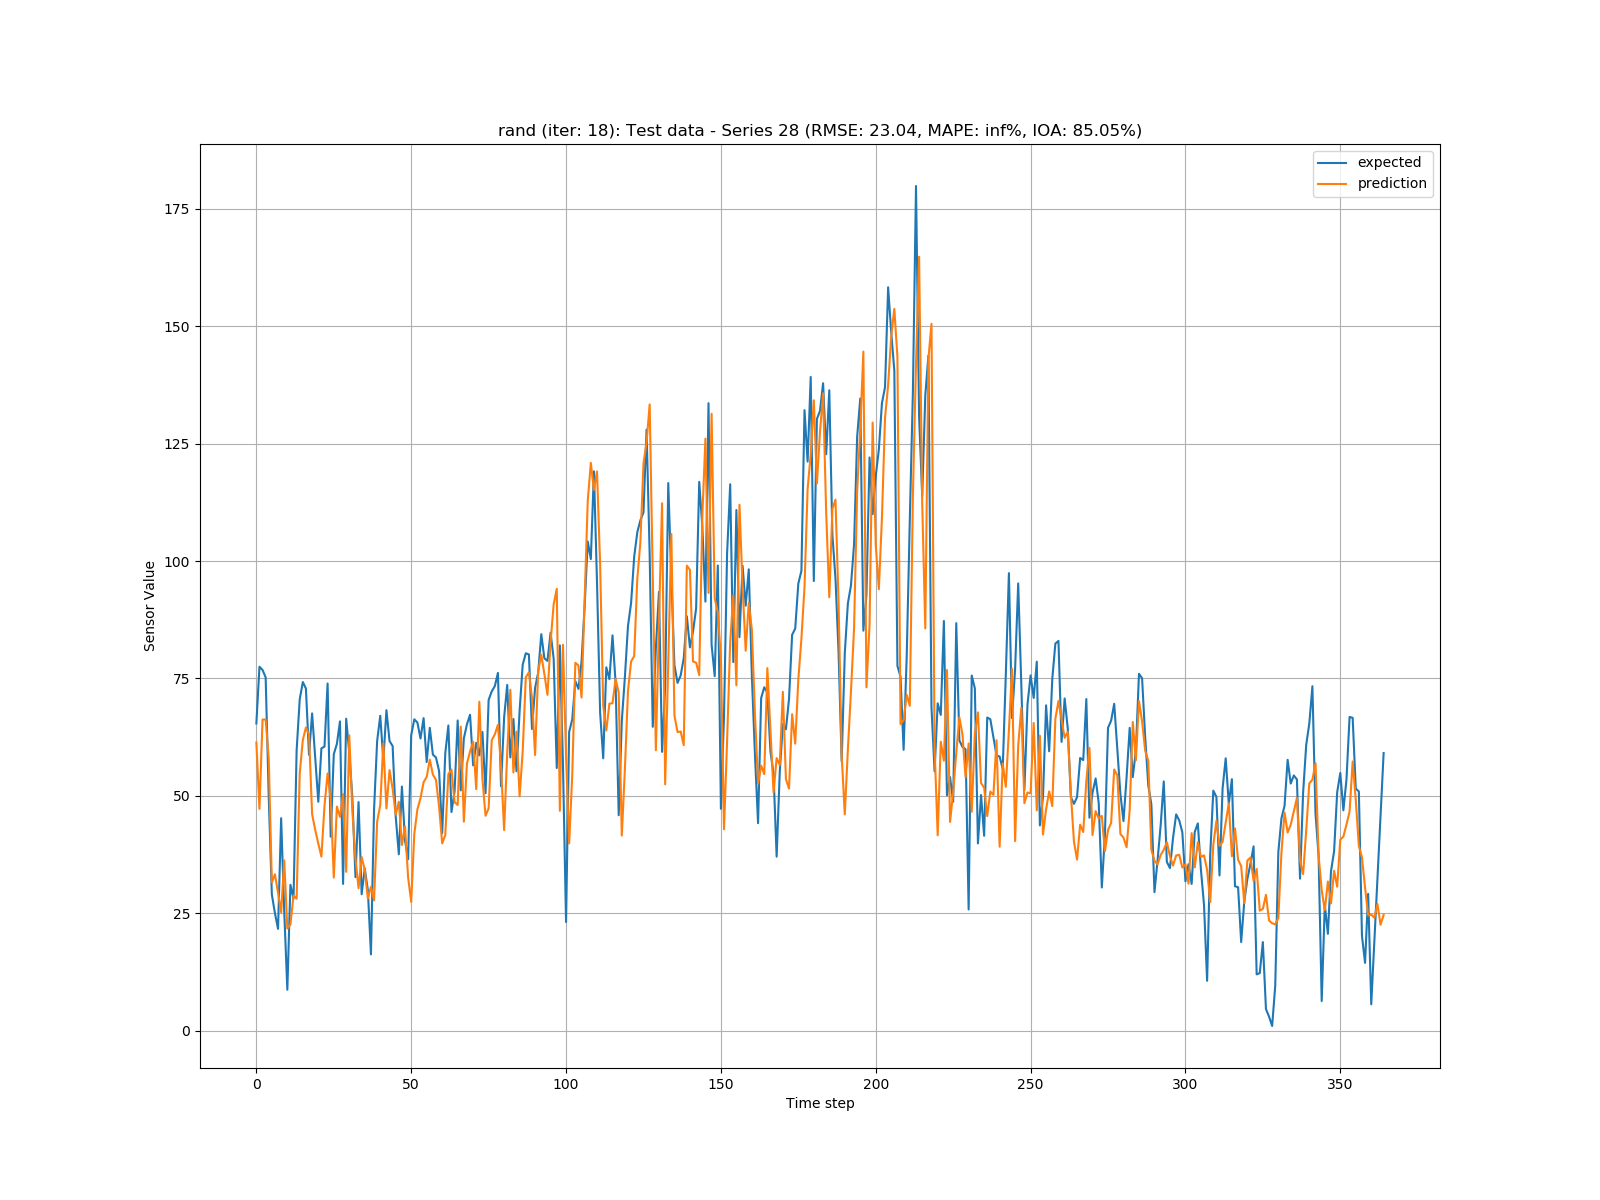 rand (iter: 18): Test data - Series 28 (RMSE: 23.04, MAPE: inf%, IOA: 85.05%)
expected
prediction
175
150
125
100
75
50
25
0
Sensor Value
0 50 100 150 200 250 300 350
Time step